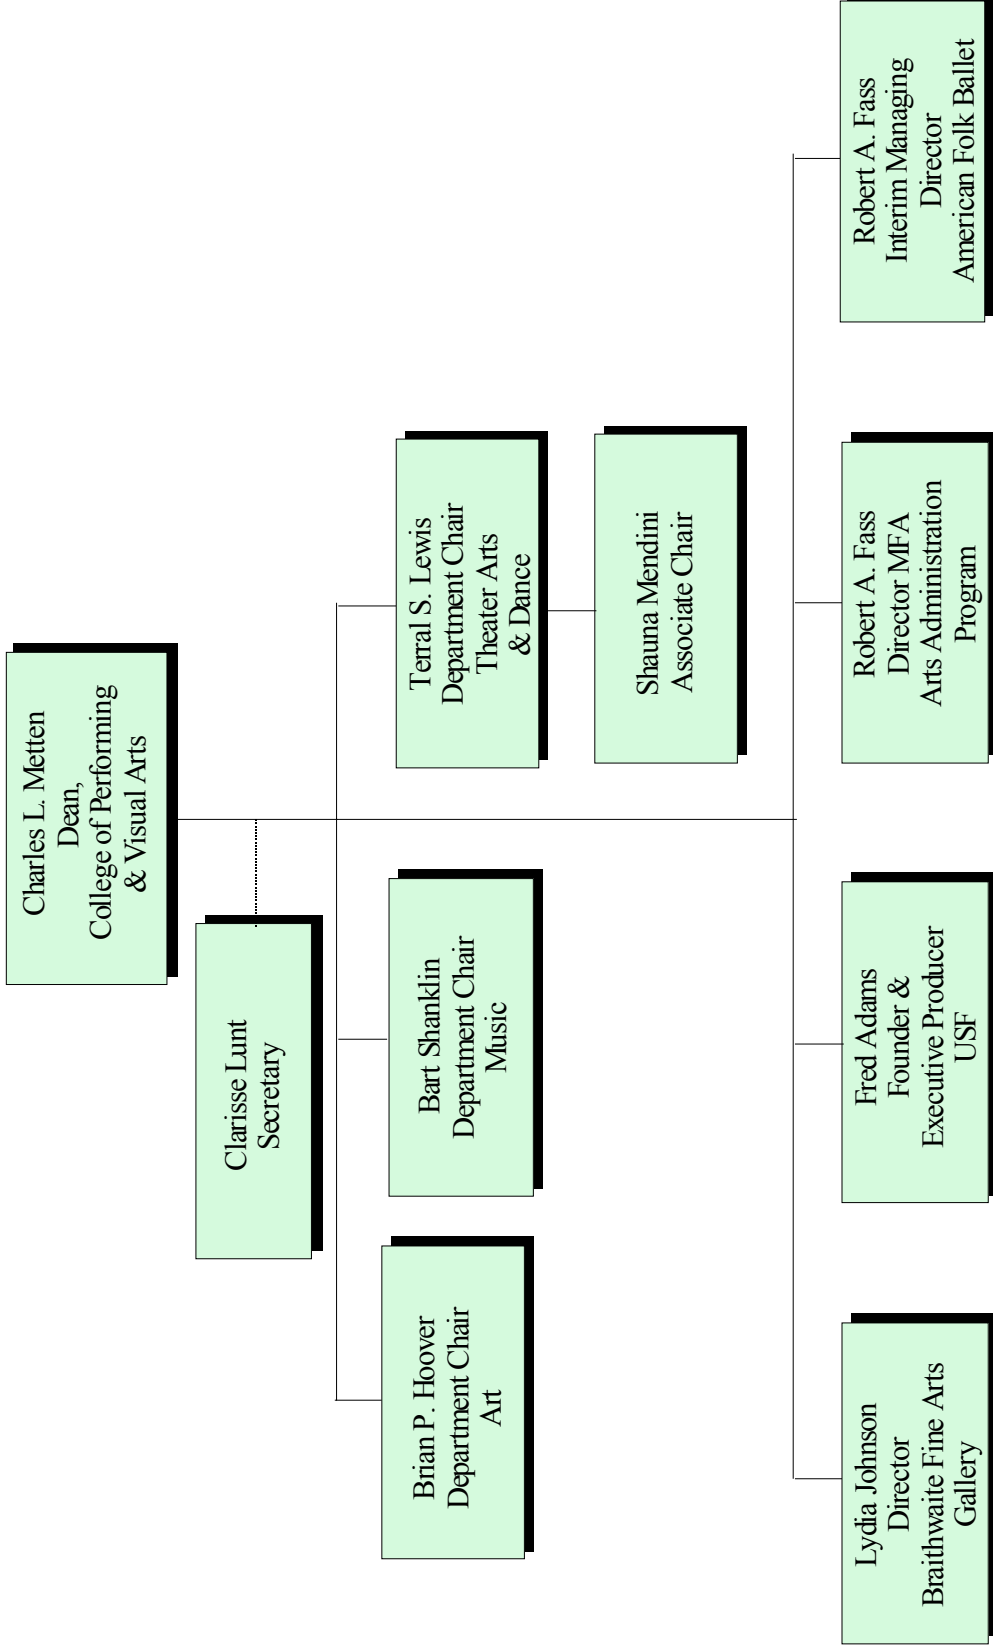 Charles L. Metten
Dean,
College of Performing
& Visual Arts
Clarisse Lunt
Secretary
Brian P. Hoover
Department Chair
Art
Bart Shanklin
Department Chair
Music
Terral S. Lewis
Department Chair
Theater Arts
& Dance
Shauna Mendini
Associate Chair
Lydia Johnson
Director
Braithwaite Fine Arts
Gallery
Fred Adams
Founder &
Executive Producer
USF
Robert A. Fass
Director MFA
Arts Administration
Program
Robert A. Fass
Interim Managing
Director
American Folk Ballet